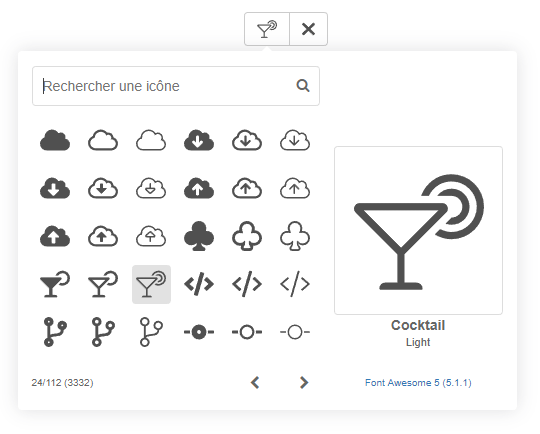 Rechercher une icône
Cocktail
Light
24/112 (3332)
Font Awesome 5 (5.1.1)